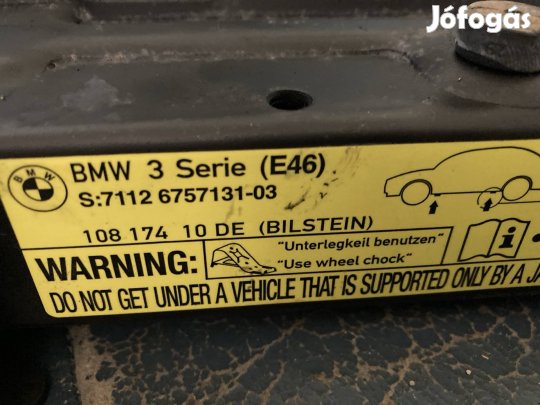 Jófogás
BMW
BMW 3 Serie (E46)
S:7112 6757131-03
108 174 10 DE (BILSTEIN)
WARNING:
"Unterlegkeil benutzen"
"Use wheel chock"
i
DO NOT GET UNDER A VEHICLE THAT IS SUPPORTED ONLY BY A